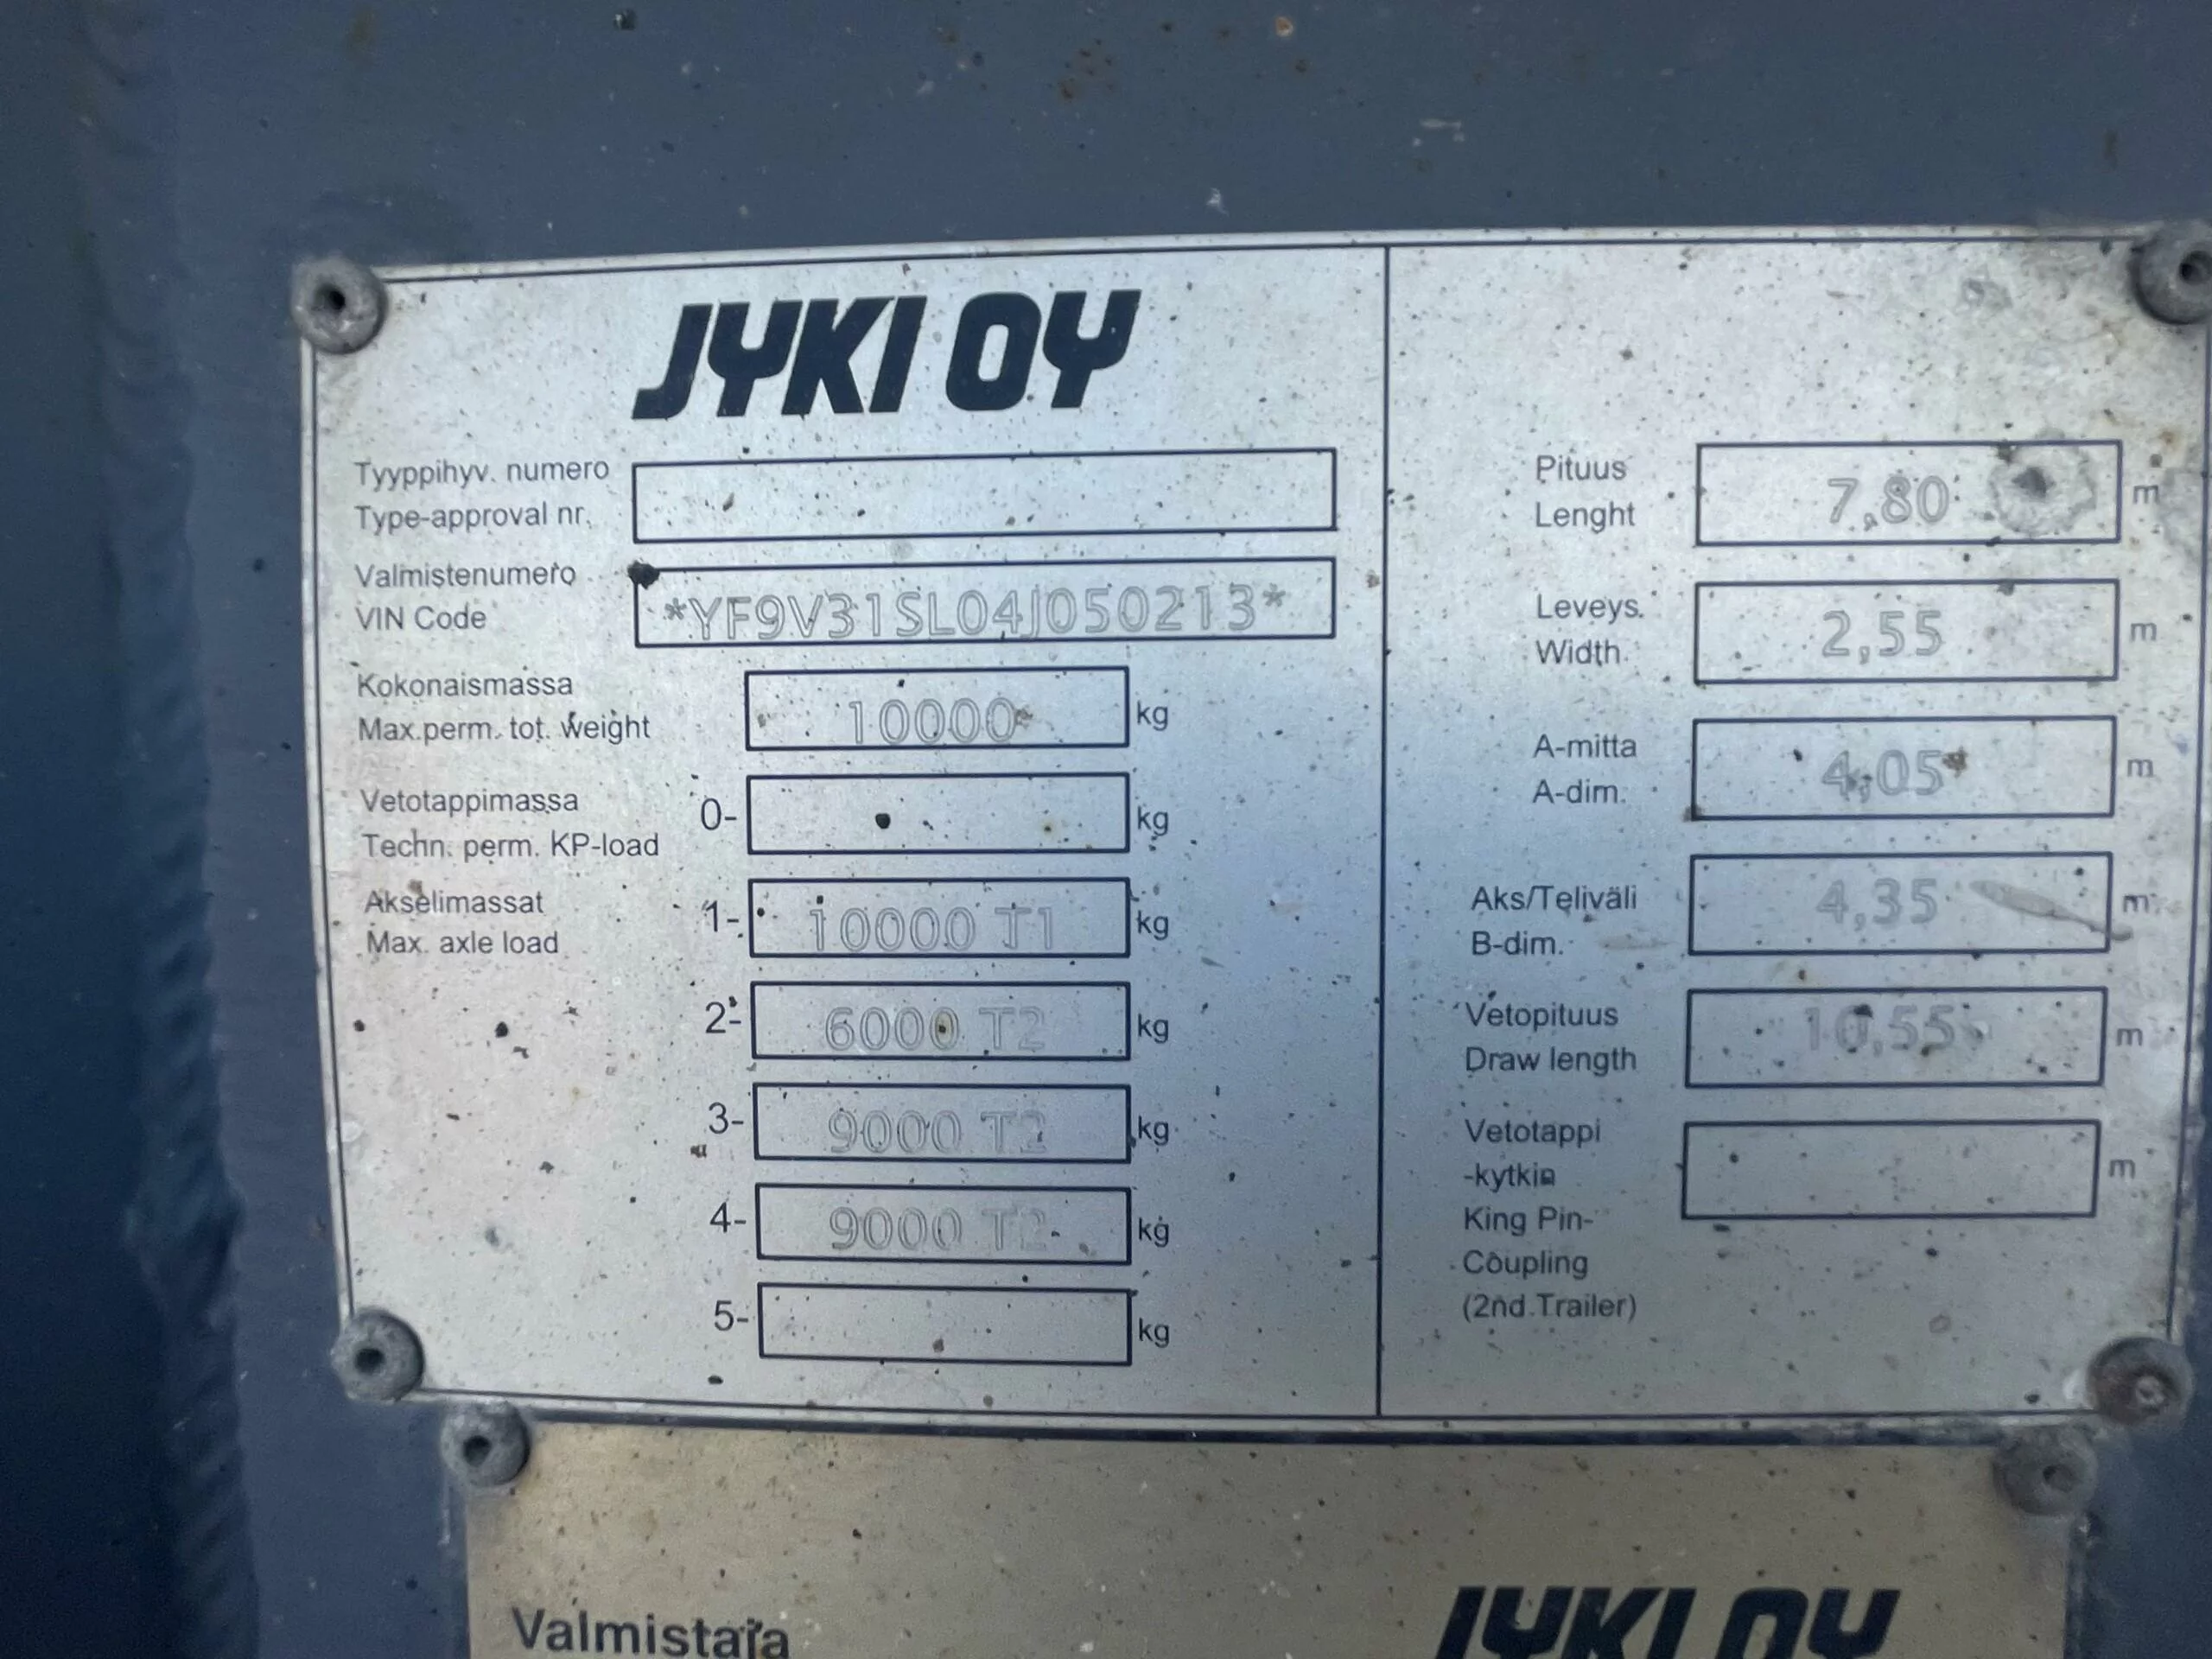 JYKI OY
Tyyppihyv. numero
Type-approval nr.
Valmistenumero
VIN Code
*YF9V31SL04J050213*
Kokonaismassa
Max.perm. tot. weight
10000 kg
Vetotappimassa
Techn. perm. KP-load
0- kg
Akselimassat
Max. axle load
1- 10000 T1 kg
2- 6000 T2 kg
3- 9000 T2 kg
4- 9000 T2 kg
5- kg
Pituus
Lenght
7,80 m
Leveys
Width
2,55 m
A-mitta
A-dim.
4,05 m
Aks/Teliväli
B-dim.
4,35 m
Vetopituus
Draw length
10,55 m
Vetotappi
-kytkin
King Pin-
Coupling
(2nd.Trailer)
m
Valmistaja
JYKI OY